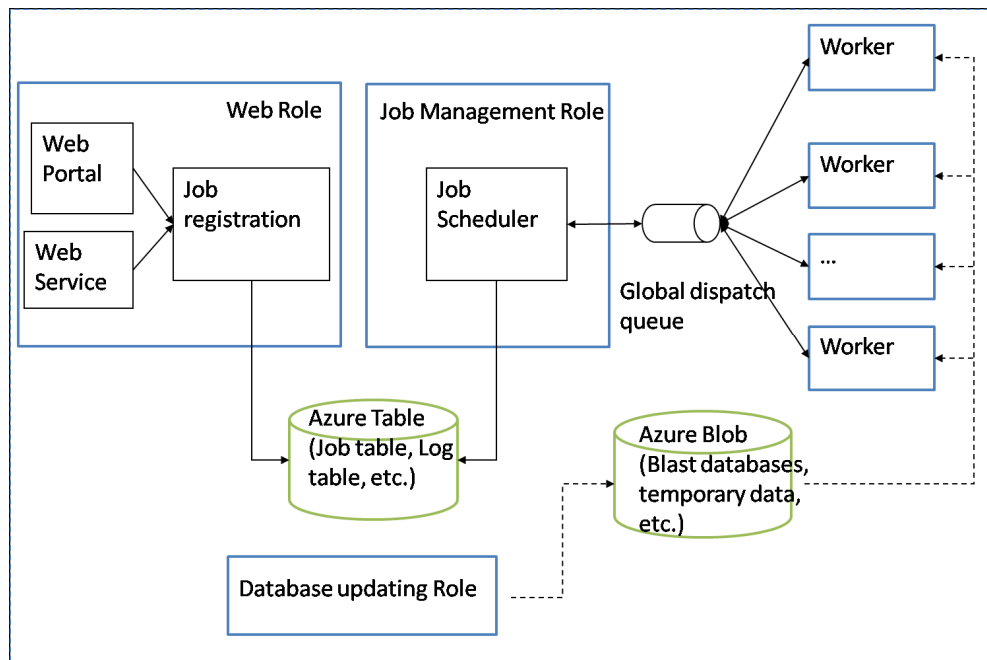 Web Role
Web
Portal
Web
Service
Job
registration
Job Management Role
Job
Scheduler
Global dispatch
queue
Worker
Worker
...
Worker
Azure Table
(Job table, Log
table, etc.)
Azure Blob
(Blast databases,
temporary data,
etc.)
Database updating Role